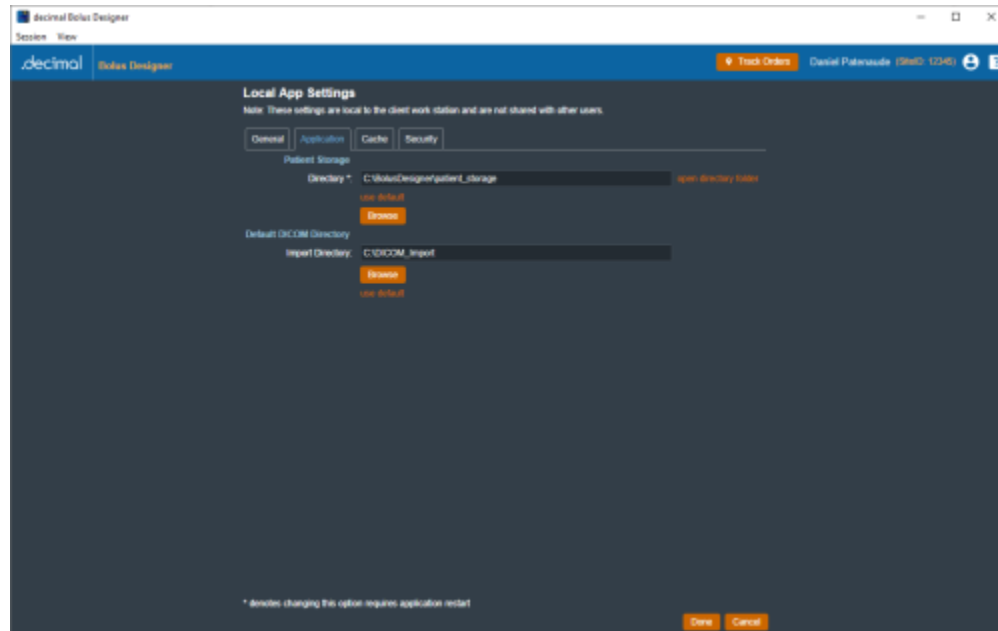 decimal Bolus Designer
Session View
.decimal Bolus Designer Track Orders Daniel Patenaude (SiteID: 12345)
Local App Settings
Note: These settings are local to the client work station and are not shared with other users.
General Application Cache Security
Patient Storage
Directory *: C:\BolusDesigner\patient_storage open directory folder
use default
Browse
Default DICOM Directory
Import Directory: C:\DICOM_Import
Browse
use default
* denotes changing this option requires application restart
Done Cancel